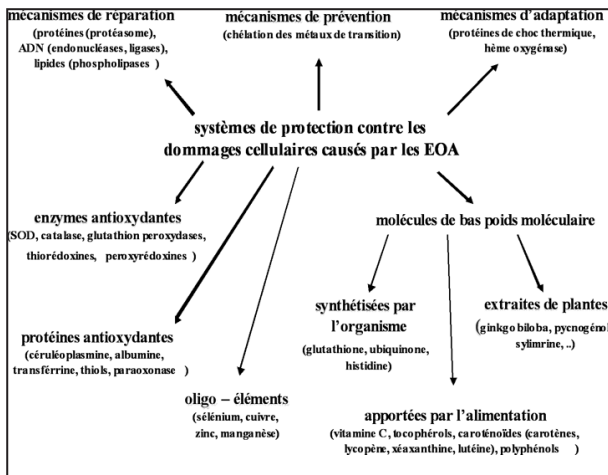 mécanismes de réparation
(protéines (protéasome),
ADN (endonucléases, ligases),
lipides (phospholipases )
mécanismes de prévention
(chélation des métaux de transition)
mécanismes d'adaptation
(protéines de choc thermique,
hème oxygénase)
systèmes de protection contre les
dommages cellulaires causés par les EOA
enzymes antioxydantes
(SOD, catalase, glutathion peroxydases,
thiorédoxines, peroxyrédoxines )
molécules de bas poids moléculaire
protéines antioxydantes
(céruléoplasmine, albumine,
transférrine, thiols, paraoxonase )
oligo – éléments
(sélénium, cuivre,
zinc, manganèse)
synthétisées par
l'organisme
(glutathione, ubiquinone,
histidine)
extraites de plantes
(ginkgo biloba, pycnogénol
sylimrine, ..)
apportées par l'alimentation
(vitamine C, tocophérols, caroténoïdes (carotènes,
lycopène, xéaxanthine, lutéine), polyphénols )